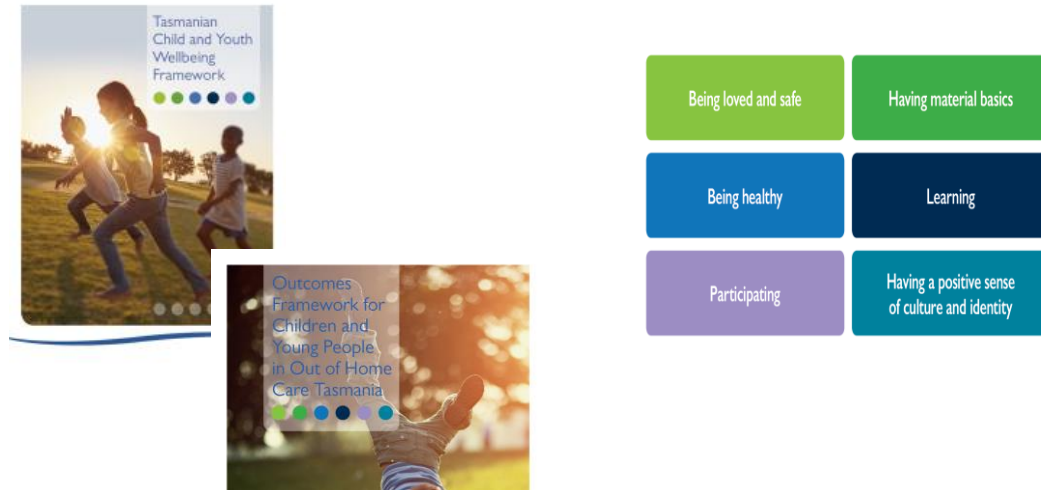 Tasmanian
Child and Youth
Wellbeing
Framework
Outcomes
Framework for
Children and
Young People
in Out of Home
Care Tasmania
Being loved and safe
Having material basics
Being healthy
Learning
Participating
Having a positive sense
of culture and identity